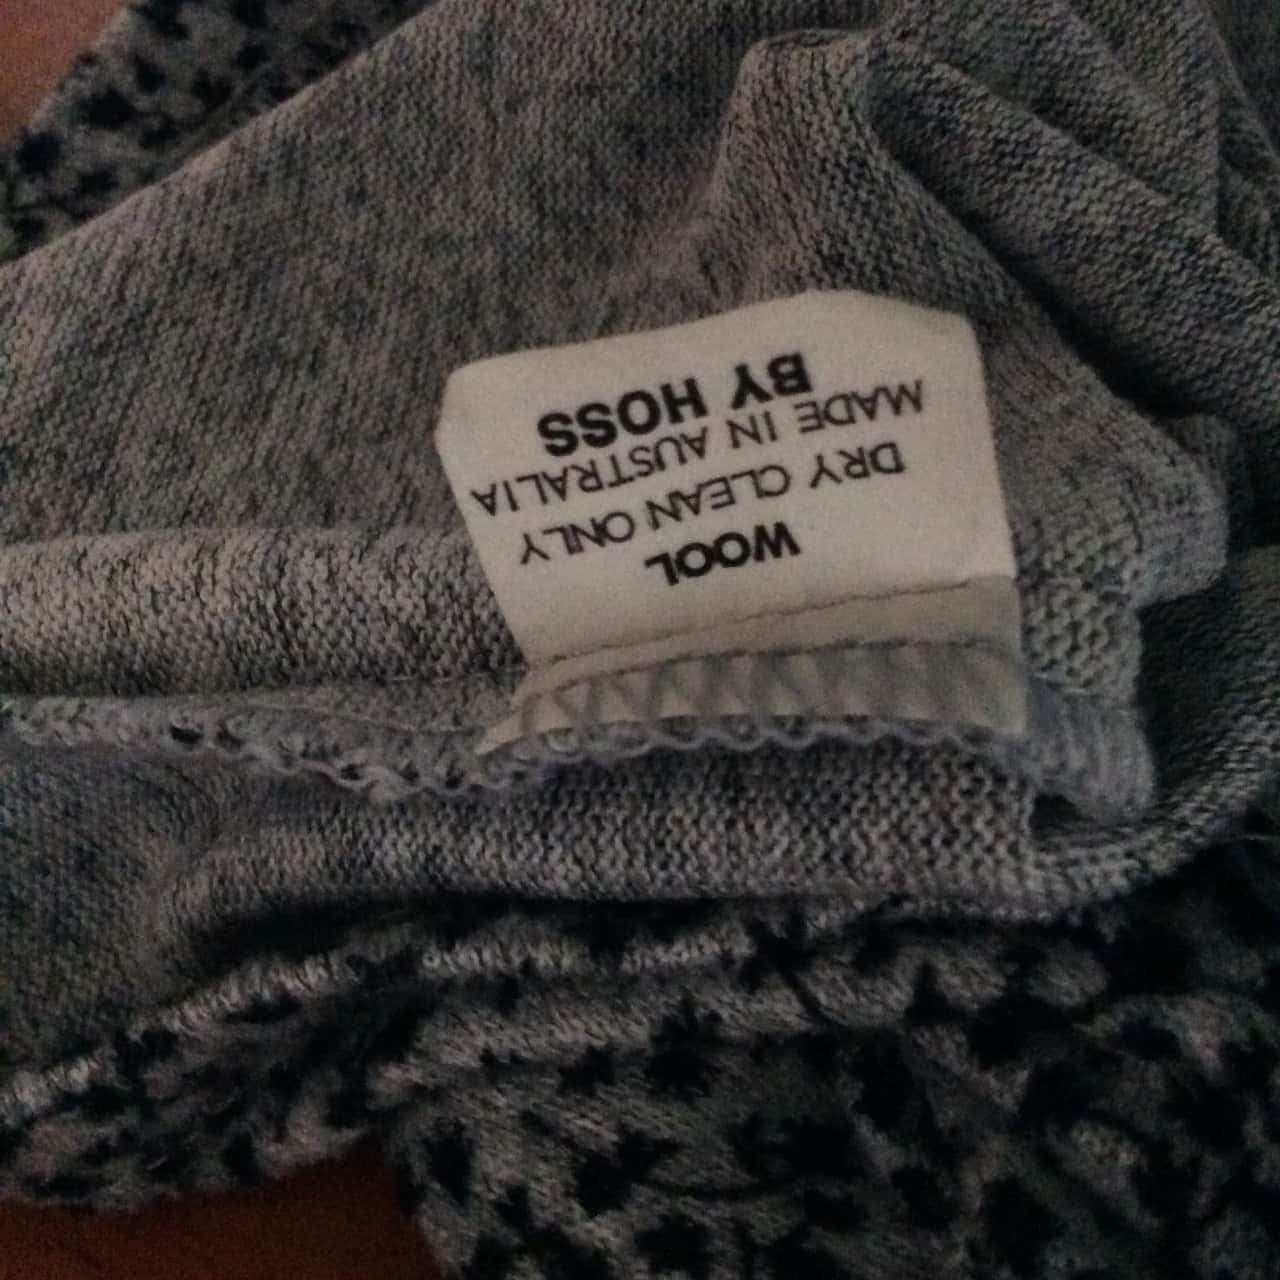 WOOL
DRY CLEAN ONLY
MADE IN AUSTRALIA
BY HOSS